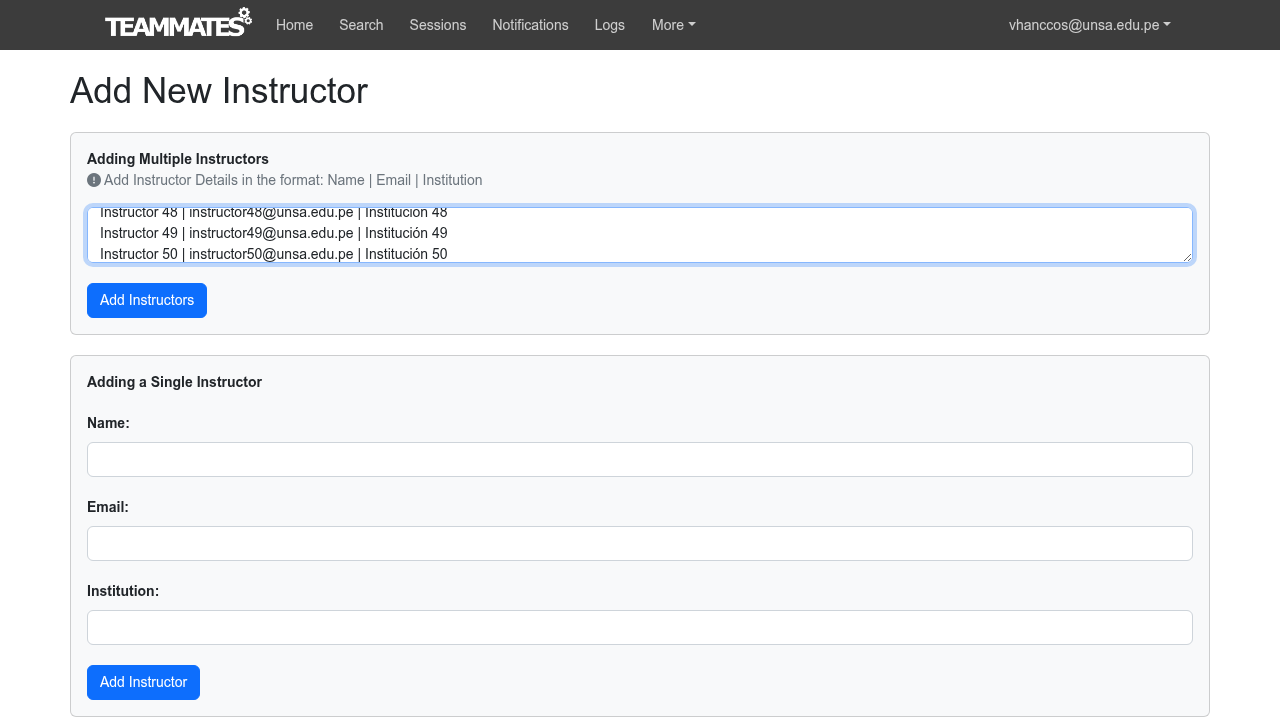 TEAMMATES
Home Search Sessions Notifications Logs More vhanccos@unsa.edu.pe
Add New Instructor
Adding Multiple Instructors
Add Instructor Details in the format: Name | Email | Institution
Instructor 48 | instructor48@unsa.edu.pe | Institución 48
Instructor 49 | instructor49@unsa.edu.pe | Institución 49
Instructor 50 | instructor50@unsa.edu.pe | Institución 50
Add Instructors
Adding a Single Instructor
Name:
Email:
Institution:
Add Instructor